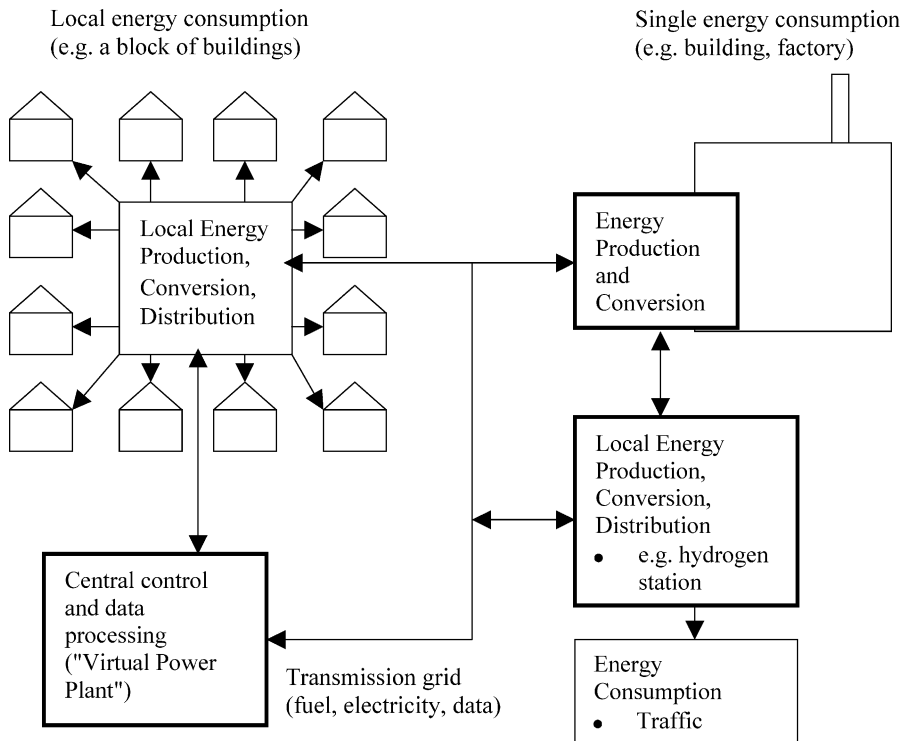 Local energy consumption
(e.g. a block of buildings)
Single energy consumption
(e.g. building, factory)
Local Energy
Production,
Conversion,
Distribution
Energy
Production
and
Conversion
Local Energy
Production,
Conversion,
Distribution
• e.g. hydrogen
station
Central control
and data
processing
("Virtual Power
Plant")
Transmission grid
(fuel, electricity, data)
Energy
Consumption
• Traffic